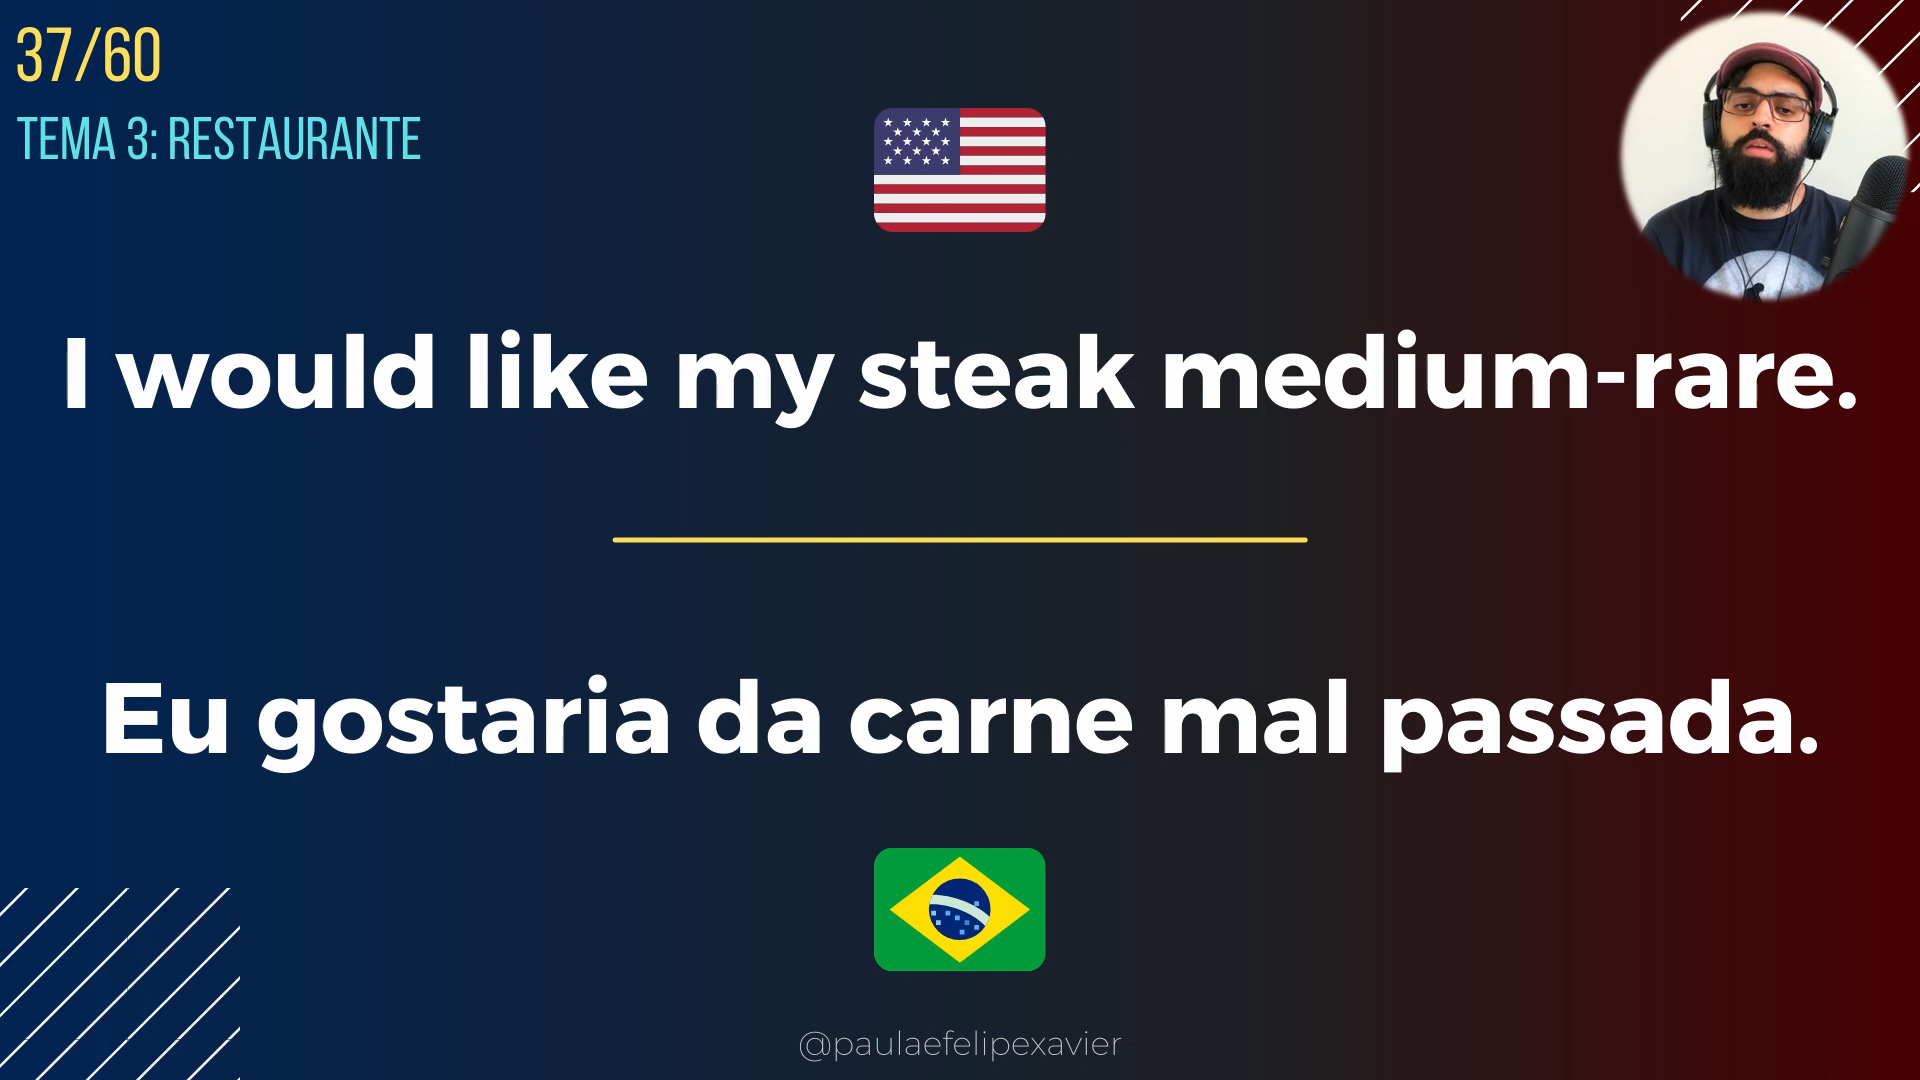 37/60
TEMA 3: RESTAURANTE
I would like my steak medium-rare.
Eu gostaria da carne mal passada.
@paulaefelipexavier